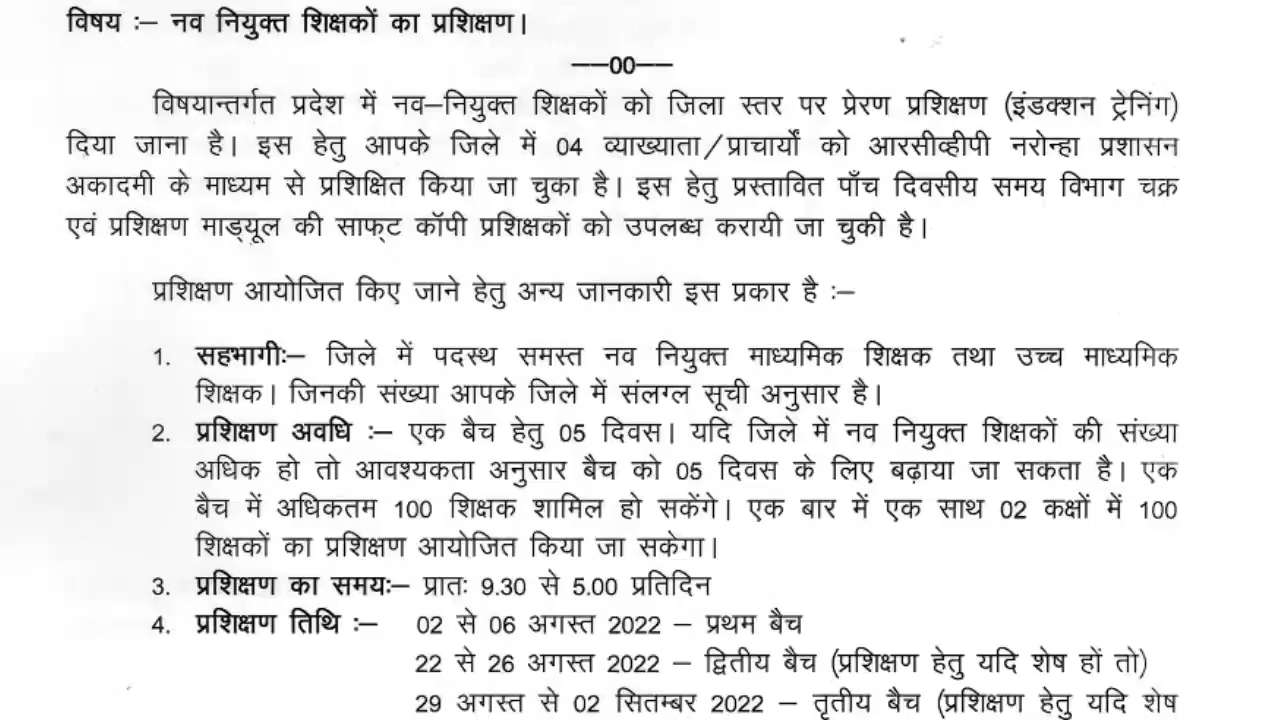 विषय :– नव नियुक्त शिक्षकों का प्रशिक्षण।
––00––
विषयान्तर्गत प्रदेश में नव–नियुक्त शिक्षकों को जिला स्तर पर प्रेरण प्रशिक्षण (इंडक्शन ट्रेनिंग)
दिया जाना है। इस हेतु आपके जिले में 04 व्याख्याता/प्राचार्यों को आरसीव्हीपी नरोन्हा प्रशासन
अकादमी के माध्यम से प्रशिक्षित किया जा चुका है। इस हेतु प्रस्तावित पाँच दिवसीय समय विभाग चक्र
एवं प्रशिक्षण माड्यूल की साफ्ट कॉपी प्रशिक्षकों को उपलब्ध करायी जा चुकी है।
प्रशिक्षण आयोजित किए जाने हेतु अन्य जानकारी इस प्रकार है :–
1. सहभागीः– जिले में पदस्थ समस्त नव नियुक्त माध्यमिक शिक्षक तथा उच्च माध्यमिक
शिक्षक। जिनकी संख्या आपके जिले में संलग्ल सूची अनुसार है।
2. प्रशिक्षण अवधि :– एक बैच हेतु 05 दिवस। यदि जिले में नव नियुक्त शिक्षकों की संख्या
अधिक हो तो आवश्यकता अनुसार बैच को 05 दिवस के लिए बढ़ाया जा सकता है। एक
बैच में अधिकतम 100 शिक्षक शामिल हो सकेंगे। एक बार में एक साथ 02 कक्षों में 100
शिक्षकों का प्रशिक्षण आयोजित किया जा सकेगा।
3. प्रशिक्षण का समयः– प्रातः 9.30 से 5.00 प्रतिदिन
4. प्रशिक्षण तिथि :– 02 से 06 अगस्त 2022 – प्रथम बैच
22 से 26 अगस्त 2022 – द्वितीय बैच (प्रशिक्षण हेतु यदि शेष हों तो)
29 अगस्त से 02 सितम्बर 2022 – तृतीय बैच (प्रशिक्षण हेतु यदि शेष